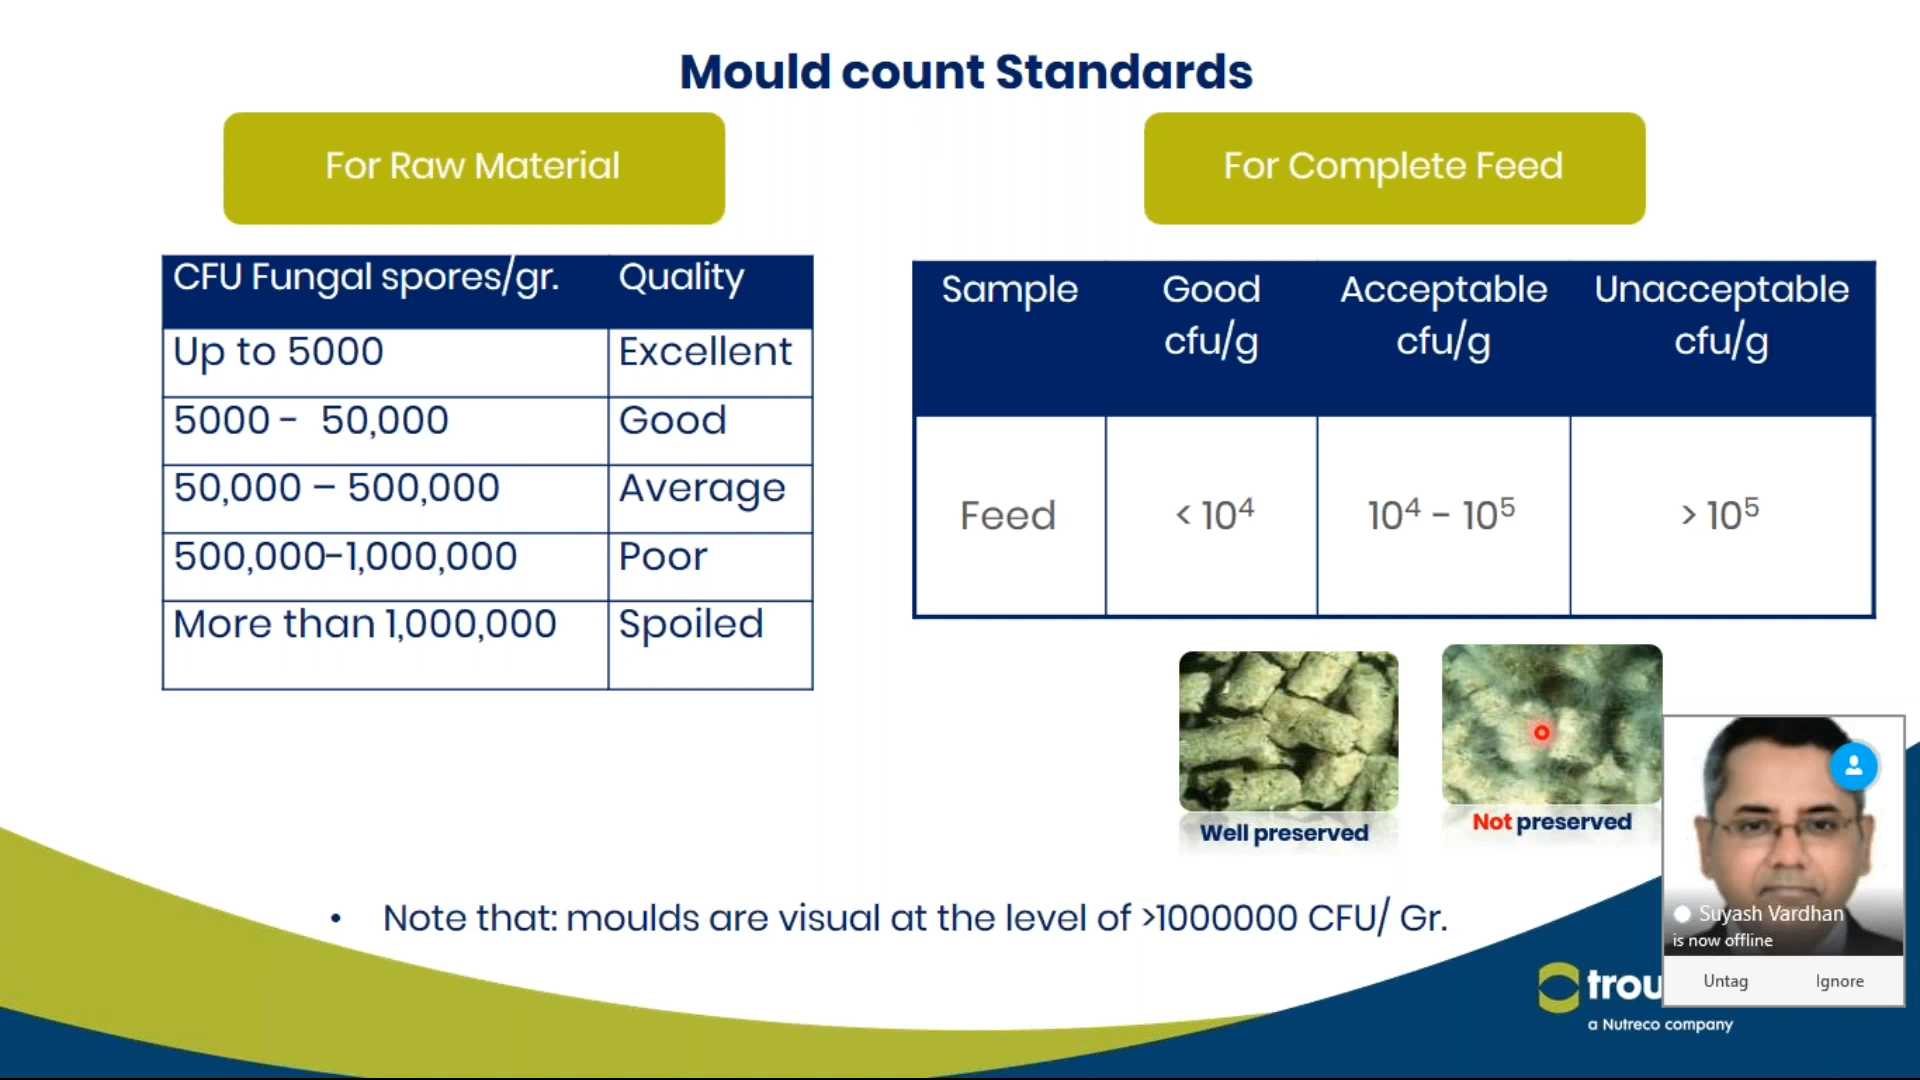 Mould count Standards
For Raw Material
For Complete Feed
CFU Fungal spores/gr. Quality
Up to 5000 Excellent
5000 - 50,000 Good
50,000 – 500,000 Average
500,000-1,000,000 Poor
More than 1,000,000 Spoiled
Sample Good Acceptable Unacceptable
cfu/g cfu/g cfu/g
Feed < 10⁴ 10⁴ - 10⁵ > 10⁵
Well preserved
Not preserved
• Note that: moulds are visual at the level of >1000000 CFU/ Gr.
Suyash Vardhan
is now offline
Untag Ignore
trou
a Nutreco company